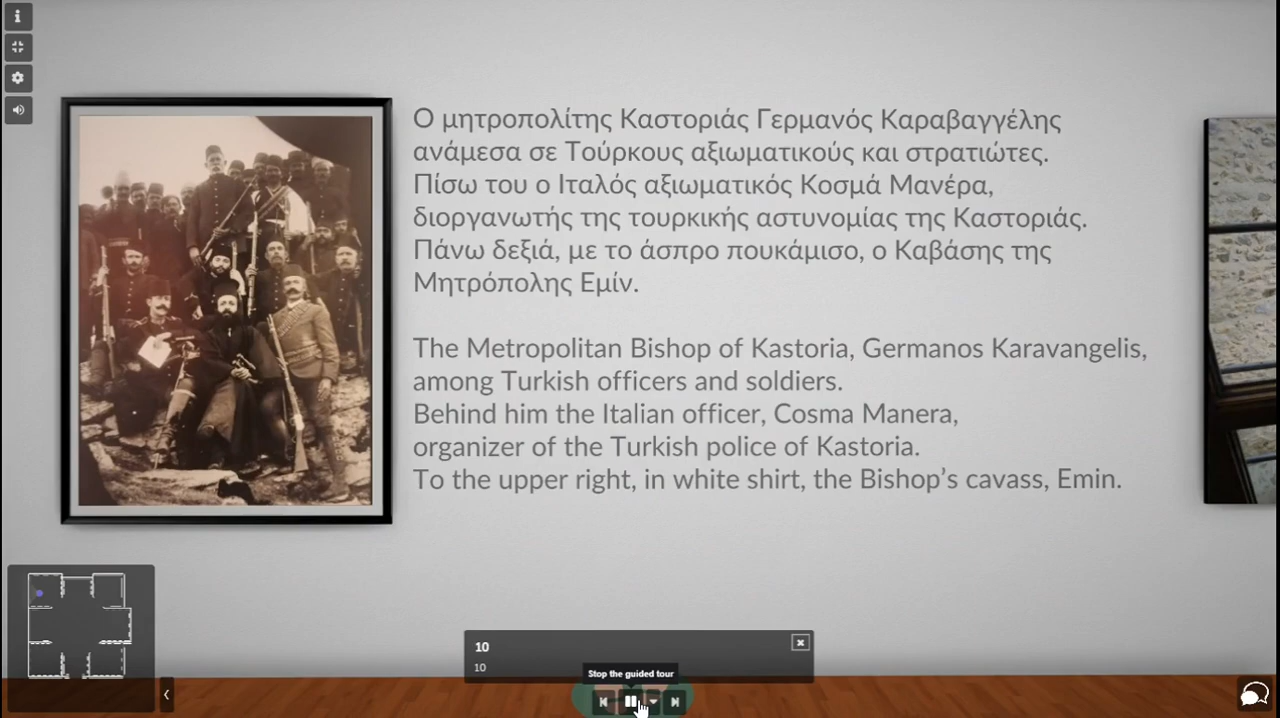 Ο μητροπολίτης Καστοριάς Γερμανός Καραβαγγέλης
ανάμεσα σε Τούρκους αξιωματικούς και στρατιώτες.
Πίσω του ο Ιταλός αξιωματικός Κοσμά Μανέρα,
διοργανωτής της τουρκικής αστυνομίας της Καστοριάς.
Πάνω δεξιά, με το άσπρο πουκάμισο, ο Καβάσης της
Μητρόπολης Εμίν.
The Metropolitan Bishop of Kastoria, Germanos Karavangelis,
among Turkish officers and soldiers.
Behind him the Italian officer, Cosma Manera,
organizer of the Turkish police of Kastoria.
To the upper right, in white shirt, the Bishop’s cavass, Emin.
10
10
Stop the guided tour